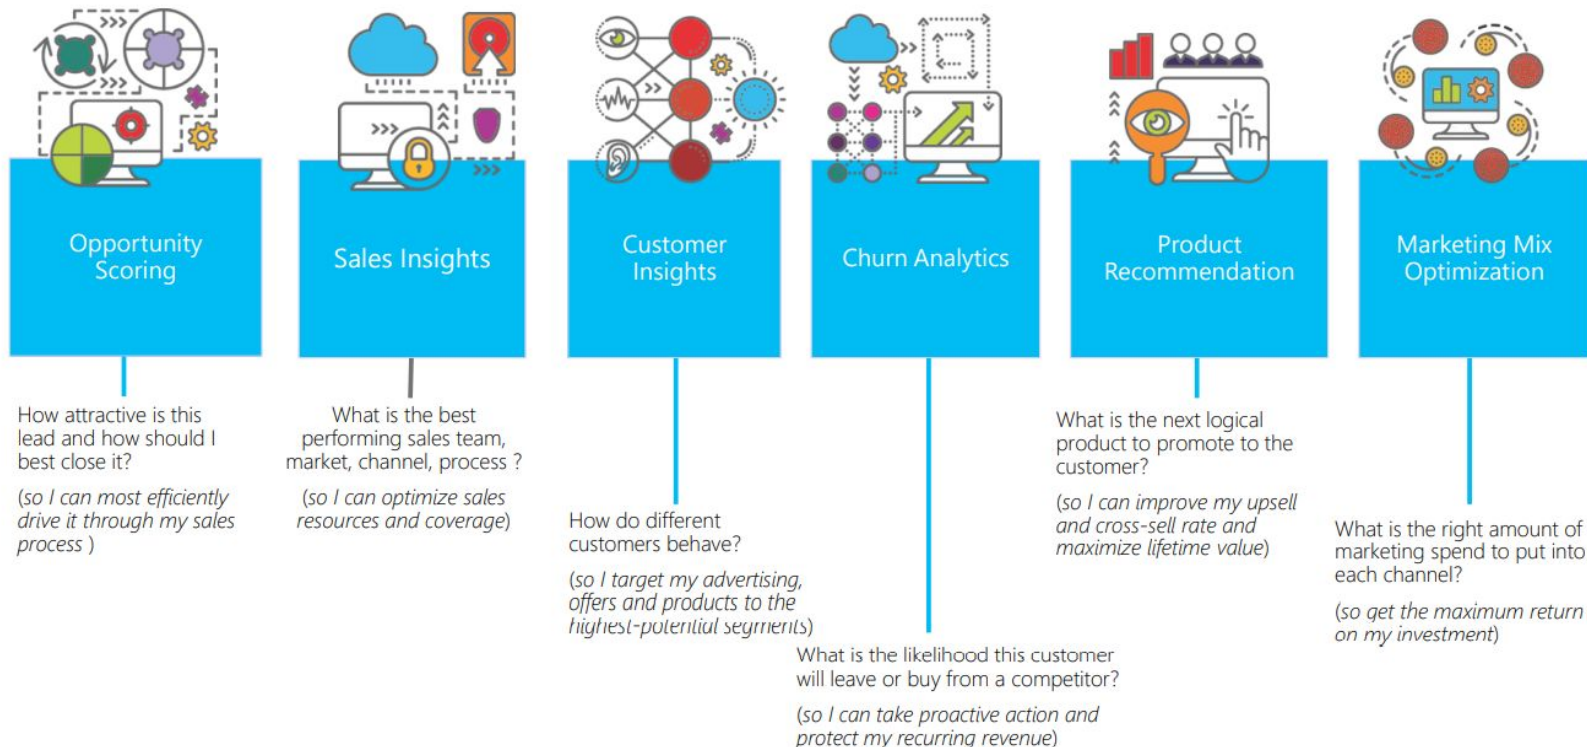 Opportunity
Scoring
How attractive is this
lead and how should I
best close it?
(so I can most efficiently
drive it through my sales
process )
Sales Insights
What is the best
performing sales team,
market, channel, process ?
(so I can optimize sales
resources and coverage)
Customer
Insights
How do different
customers behave?
(so I target my advertising,
offers and products to the
highest-potential segments)
Churn Analytics
What is the likelihood this customer
will leave or buy from a competitor?
(so I can take proactive action and
protect my recurring revenue)
Product
Recommendation
What is the next logical
product to promote to the
customer?
(so I can improve my upsell
and cross-sell rate and
maximize lifetime value)
Marketing Mix
Optimization
What is the right amount of
marketing spend to put into
each channel?
(so get the maximum return
on my investment)